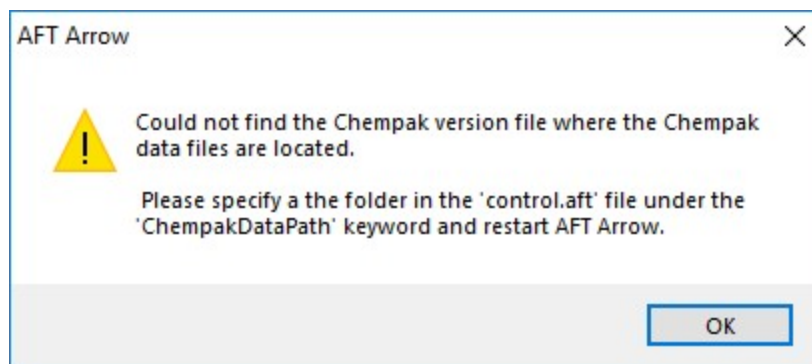 AFT Arrow
Could not find the Chempak version file where the Chempak
data files are located.
Please specify a the folder in the 'control.aft' file under the
'ChempakDataPath' keyword and restart AFT Arrow.
OK